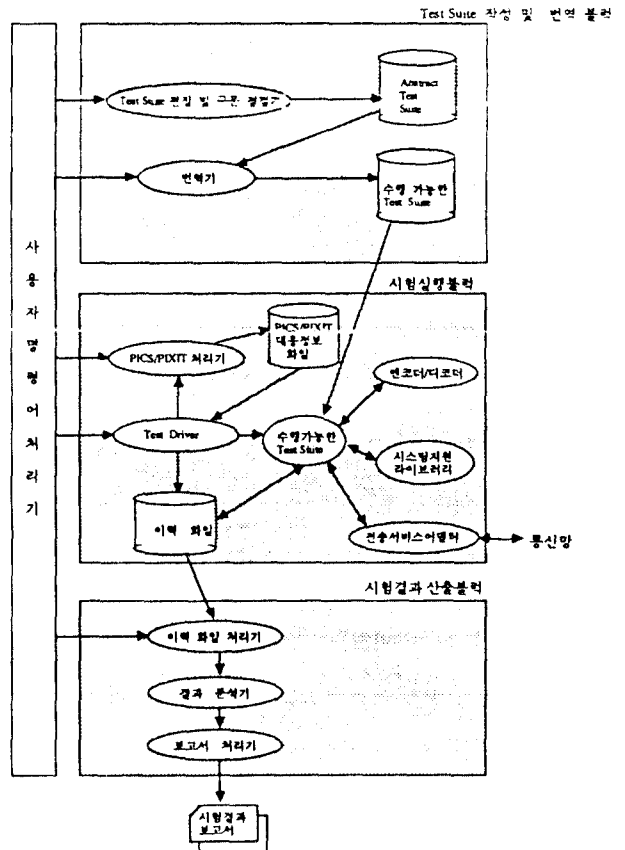 Test Suite 작성 및 번역 블럭
사용자명령어처리기
Test Suite 편집 및 구문 점검기
Abstract
Test
Suite
번역기
수행 가능한
Test Suite
시험실행블럭
PICS/PIXIT 처리기
PICS/PIXIT
대응정보
화일
엔코더/디코더
Test Driver
수행가능한
Test Suite
시스템지원
라이브러리
이력 화일
전송서비스어댑터
통신망
시험결과 산출블럭
이력 화일 처리기
결과 분석기
보고서 처리기
시험결과
보고서